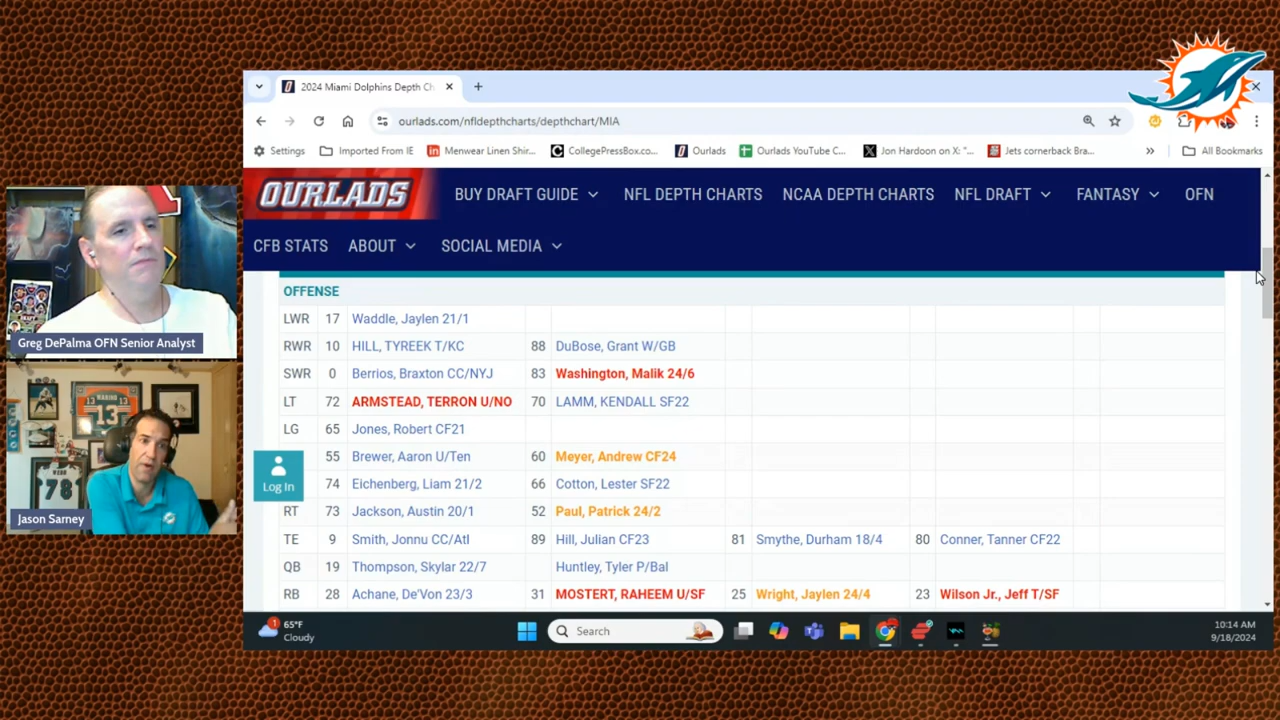 2024 Miami Dolphins Depth Ch
ourlads.com/nfldepthcharts/depthchart/MIA
Settings Imported From IE Menwear Linen Shir... CollegePressBox.co... Ourlads Ourlads YouTube C... Jon Hardoon on X: "... Jets cornerback Bra... » All Bookmarks
OURLADS BUY DRAFT GUIDE NFL DEPTH CHARTS NCAA DEPTH CHARTS NFL DRAFT FANTASY OFN
CFB STATS ABOUT SOCIAL MEDIA
OFFENSE
LWR 17 Waddle, Jaylen 21/1
RWR 10 HILL, TYREEK T/KC 88 DuBose, Grant W/GB
SWR 0 Berrios, Braxton CC/NYJ 83 Washington, Malik 24/6
LT 72 ARMSTEAD, TERRON U/NO 70 LAMM, KENDALL SF22
LG 65 Jones, Robert CF21
55 Brewer, Aaron U/Ten 60 Meyer, Andrew CF24
74 Eichenberg, Liam 21/2 66 Cotton, Lester SF22
RT 73 Jackson, Austin 20/1 52 Paul, Patrick 24/2
TE 9 Smith, Jonnu CC/Atl 89 Hill, Julian CF23 81 Smythe, Durham 18/4 80 Conner, Tanner CF22
QB 19 Thompson, Skylar 22/7 Huntley, Tyler P/Bal
RB 28 Achane, De'Von 23/3 31 MOSTERT, RAHEEM U/SF 25 Wright, Jaylen 24/4 23 Wilson Jr., Jeff T/SF
Log In
Greg DePalma OFN Senior Analyst
MARINO
13 13
WEBB
78
Jason Sarney
1
65°F
Cloudy
Search
10:14 AM
9/18/2024